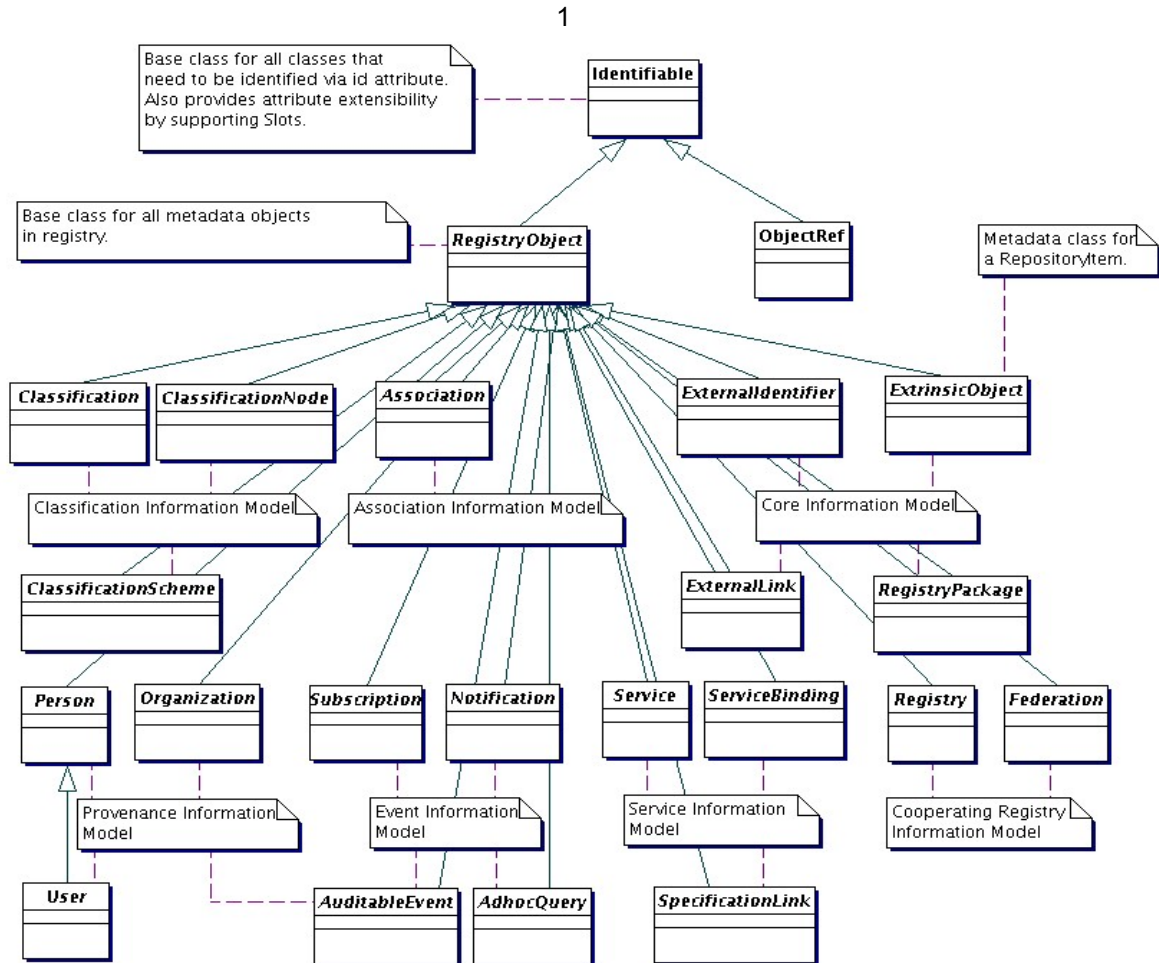 1
Base class for all classes that
need to be identified via id attribute.
Also provides attribute extensibility
by supporting Slots.
Identifiable
Base class for all metadata objects
in registry.
RegistryObject
ObjectRef
Metadata class for
a RepositoryItem.
Classification
ClassificationNode
Association
ExternalIdentifier
ExtrinsicObject
Classification Information Model
Association Information Model
Core Information Model
ClassificationScheme
ExternalLink
RegistryPackage
Person
Organization
Subscription
Notification
Service
ServiceBinding
Registry
Federation
Provenance Information
Model
Event Information
Model
Service Information
Model
Cooperating Registry
Information Model
User
AuditableEvent
AdhocQuery
SpecificationLink